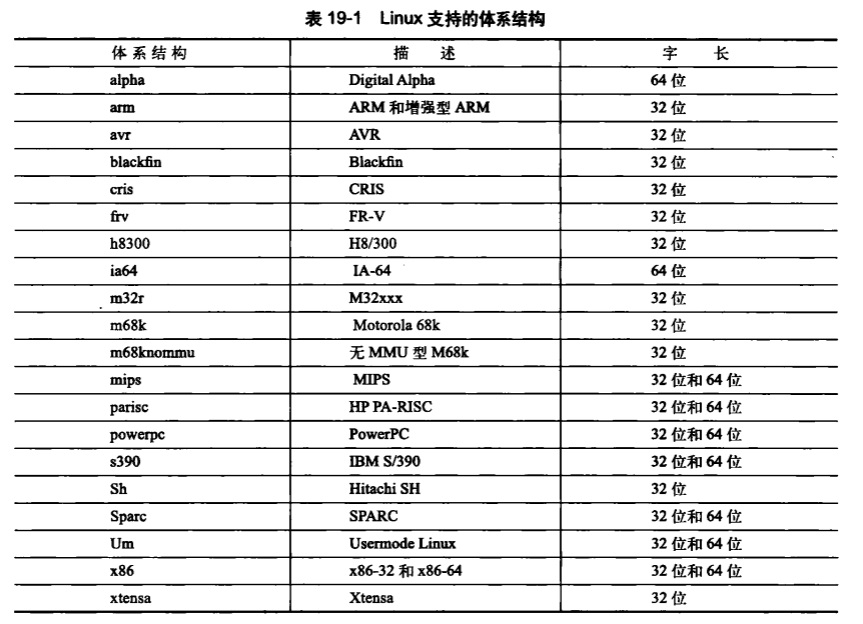 表 19-1 Linux 支持的体系结构
体系结构 描 述 字 长
alpha Digital Alpha 64 位
arm ARM 和增强型 ARM 32 位
avr AVR 32 位
blackfin Blackfin 32 位
cris CRIS 32 位
frv FR-V 32 位
h8300 H8/300 32 位
ia64 IA-64 64 位
m32r M32xxx 32 位
m68k Motorola 68k 32 位
m68knommu 无 MMU 型 M68k 32 位
mips MIPS 32 位和 64 位
parisc HP PA-RISC 32 位和 64 位
powerpc PowerPC 32 位和 64 位
s390 IBM S/390 32 位和 64 位
Sh Hitachi SH 32 位
Sparc SPARC 32 位和 64 位
Um Usermode Linux 32 位和 64 位
x86 x86-32 和 x86-64 32 位和 64 位
xtensa Xtensa 32 位